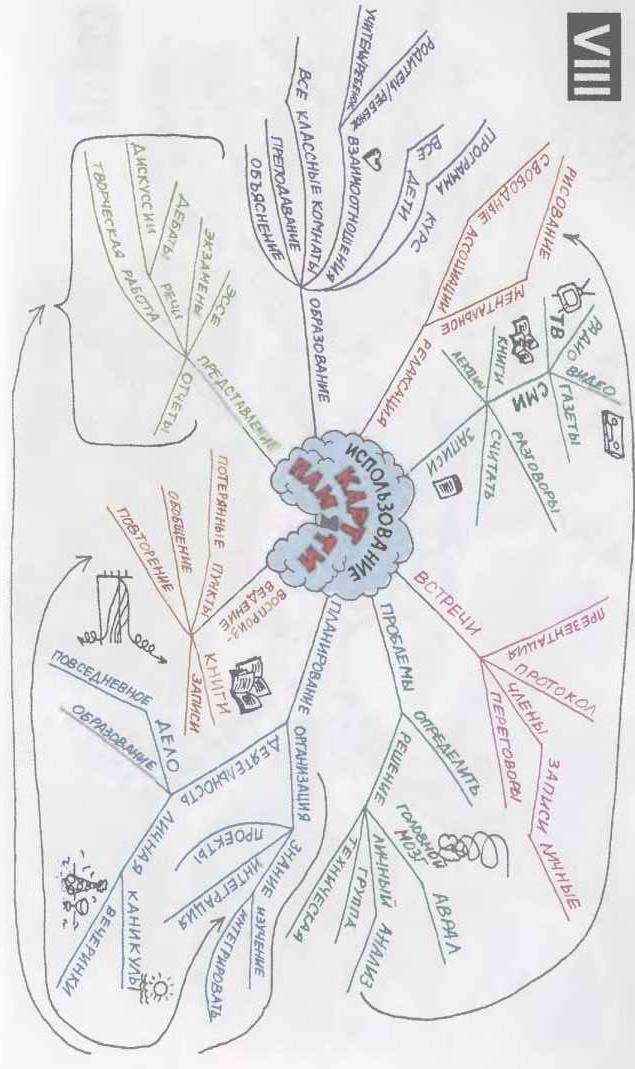 VIII
ИСПОЛЬЗОВАНИЕ
КАРТ
ПАМЯТИ
ОБРАЗОВАНИЕ
КУРС
ПРОГРАММА
ДЕТИ
ВСЕ
ВЗАИМООТНОШЕНИЯ
РОДИТЕЛЬ/РЕБЕНОК
УЧИТЕЛЬ/РЕБЕНОК
ВСЕ КЛАССНЫЕ КОМНАТЫ
ПРЕПОДАВАНИЕ
ОБЪЯСНЕНИЕ
РЕЛАКСАЦИЯ
АССОЦИАЦИИ
СВОБОДНЫЕ
МЕНТАЛЬНОЕ
РИСОВАНИЕ
СМИ
ТВ
РАДИО
ВИДЕО
ГАЗЕТЫ
РАЗГОВОРЫ
СЧИТАТЬ
ЗАПИСИ
КНИГИ
ЛЕКЦИИ
ВСТРЕЧИ
ПРЕЗЕНТАЦИЯ
ПРОТОКОЛ
ЧЛЕНЫ
ЗАПИСИ ЛИЧНЫЕ
ПЕРЕГОВОРЫ
ПРОБЛЕМЫ
ОПРЕДЕЛИТЬ
РЕШЕНИЕ
ГОЛОВНОЙ
МОЗГ
АВРАЛ
ЛИЧНЫЙ АНАЛИЗ
ГРУППА
ТЕХНИЧЕСКАЯ
ПЛАНИРОВАНИЕ
ОРГАНИЗАЦИЯ
ЗНАНИЕ
ИЗУЧЕНИЕ
ИНТЕГРИРОВАТЬ
ИНТЕГРАЦИЯ
ПРОЕКТЫ
ДЕЯТЕЛЬНОСТЬ
ЛИЧНАЯ
КАНИКУЛЫ
ВЕЧЕРИНКИ
ДЕЛО
ПОВСЕДНЕВНОЕ
ОБРАЗОВАНИЕ
ВОСПРОИЗ-
ВЕДЕНИЕ
КНИГИ
ЗАПИСИ
ПОТЕРЯННЫЕ ПУНКТЫ
ОБОБЩЕНИЕ
ПОВТОРЕНИЕ
ПРЕДСТАВЛЕНИЕ
ЭССЕ
ЭКЗАМЕНЫ
РЕЧИ
ДЕБАТЫ
ДИСКУССИИ
ТВОРЧЕСКАЯ РАБОТА
ОТЧЕТЫ